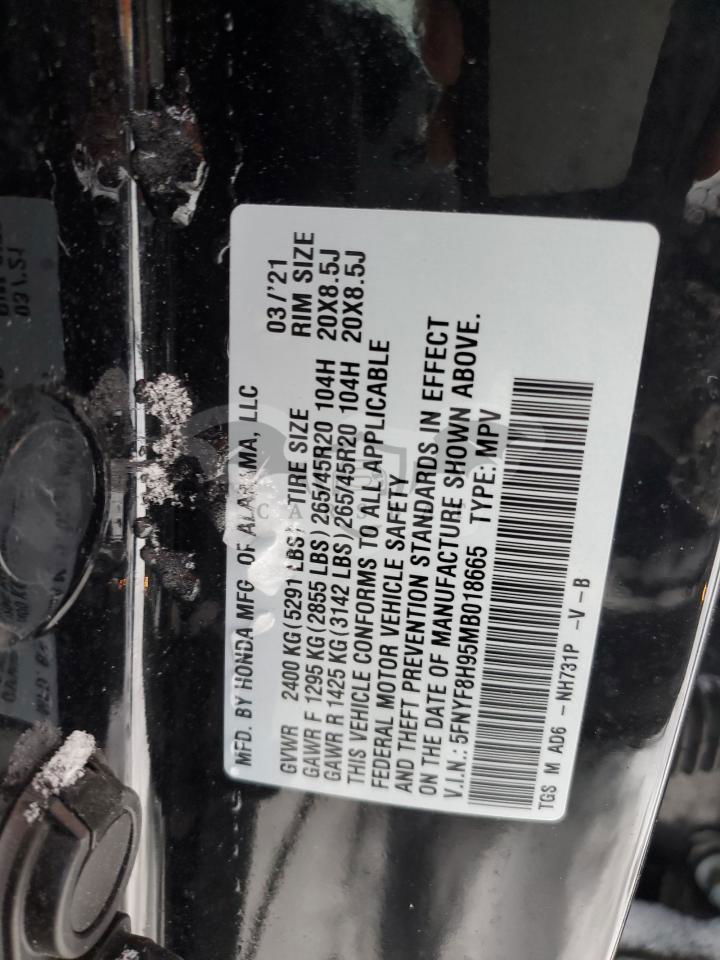 MFD. BY HONDA MFG. OF ALABAMA, LLC 03/'21
GVWR 2400 KG (5291 LBS) TIRE SIZE RIM SIZE
GAWR F 1295 KG (2855 LBS) 265/45R20 104H 20X8.5J
GAWR R 1425 KG (3142 LBS) 265/45R20 104H 20X8.5J
THIS VEHICLE CONFORMS TO ALL APPLICABLE
FEDERAL MOTOR VEHICLE SAFETY
AND THEFT PREVENTION STANDARDS IN EFFECT
ON THE DATE OF MANUFACTURE SHOWN ABOVE.
V.I.N.: 5FNYF8H95MB018665 TYPE: MPV
TGS M AD6 - NH731P - V - B